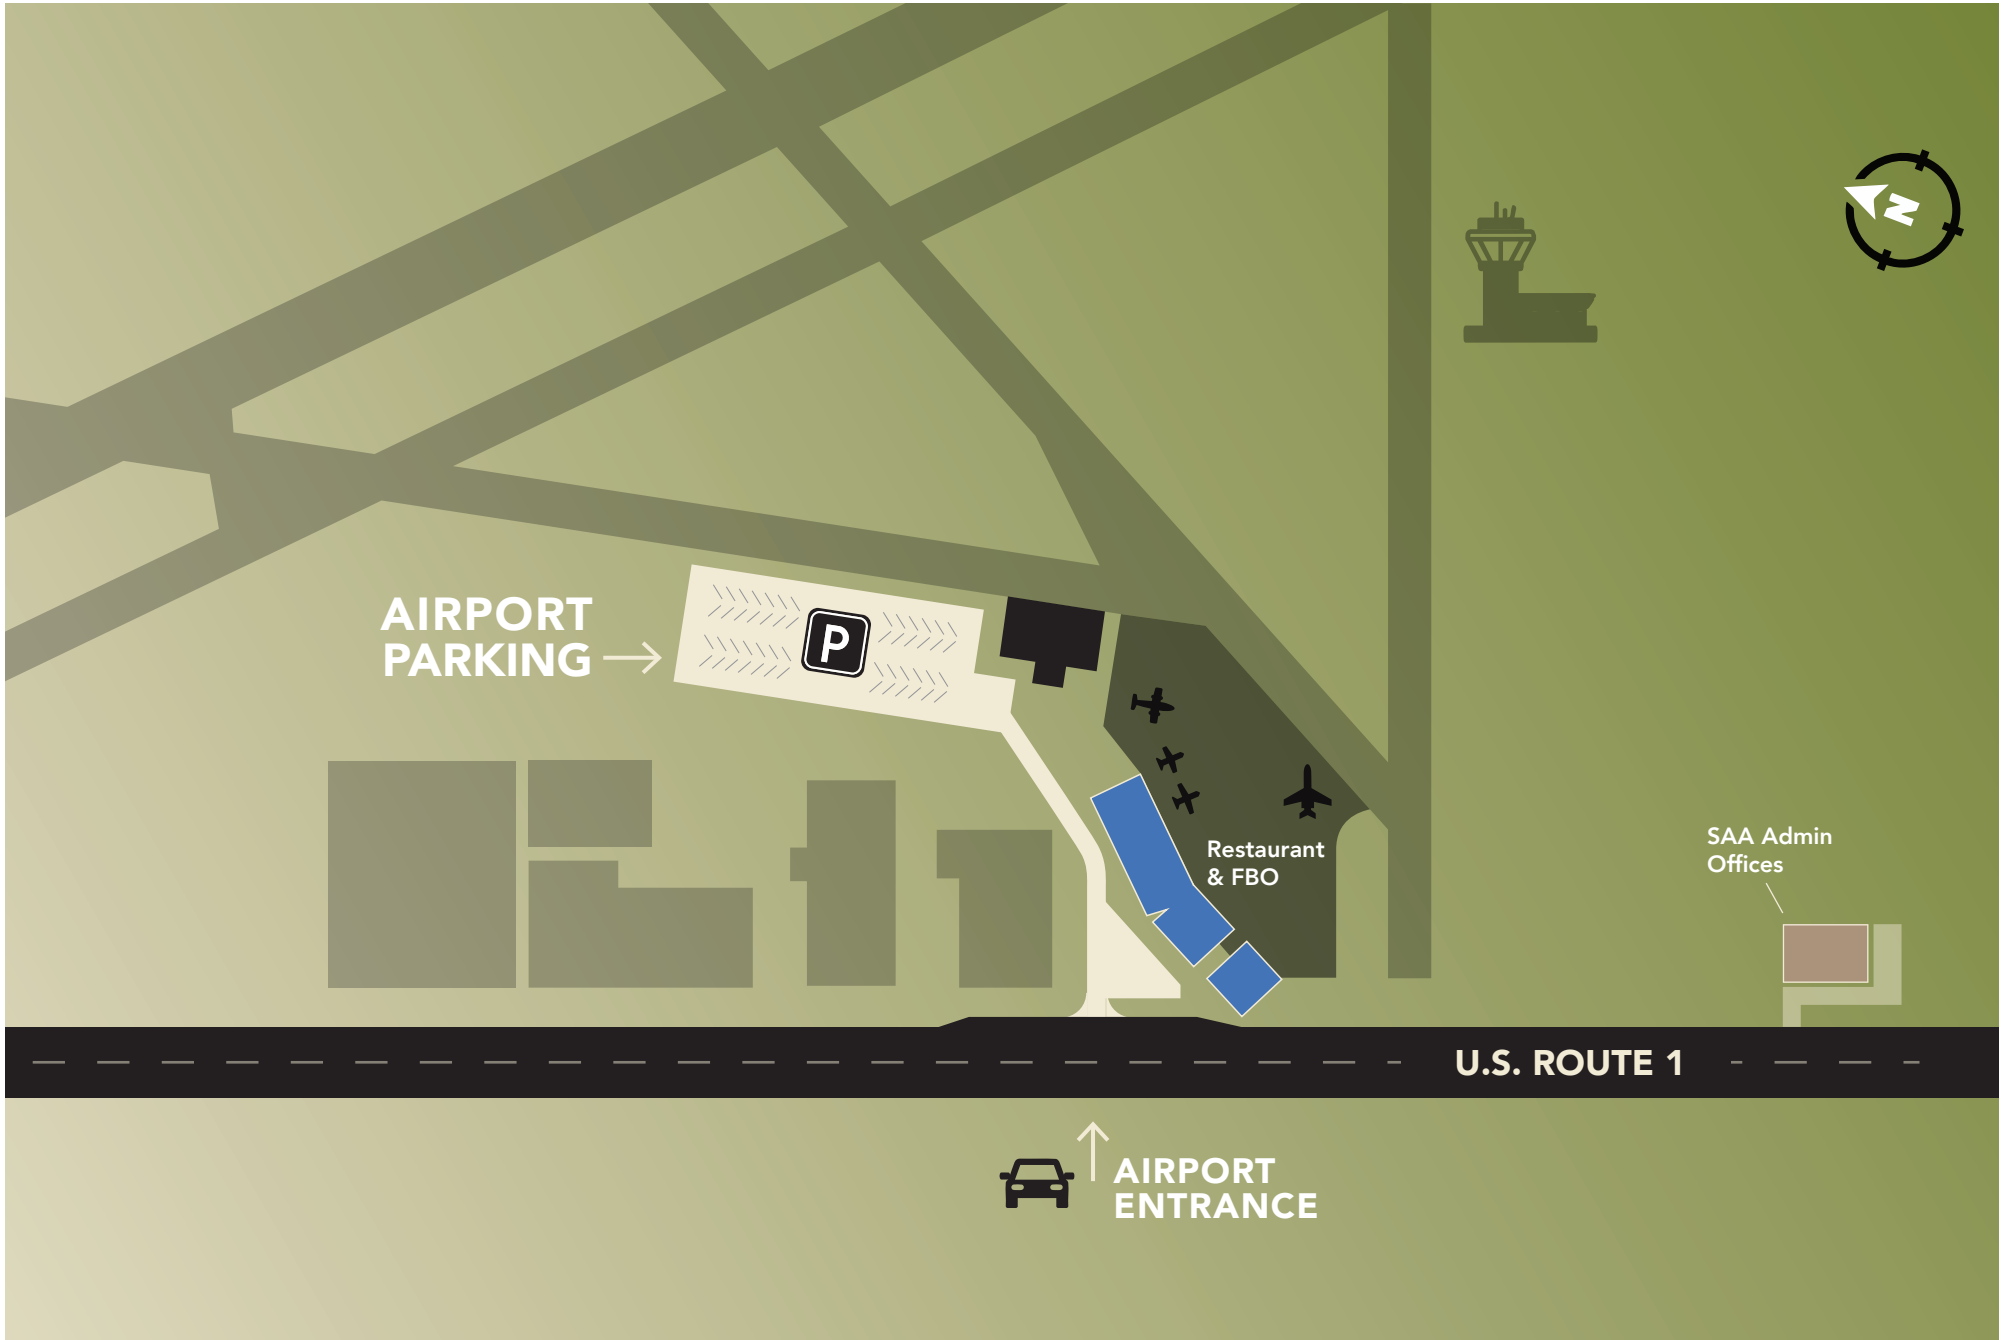 N
AIRPORT
PARKING
P
Restaurant
& FBO
SAA Admin
Offices
U.S. ROUTE 1
AIRPORT
ENTRANCE